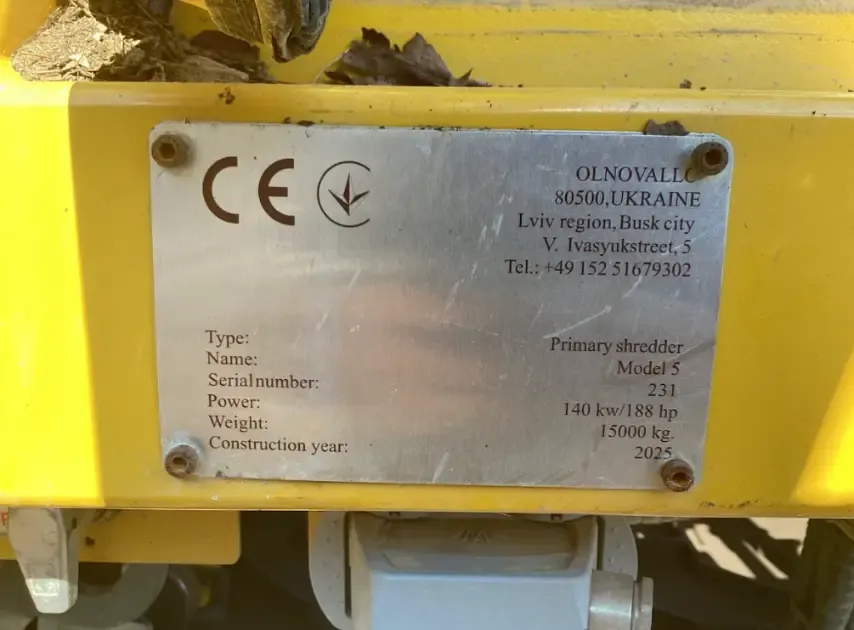 CE
OLNOVALLC
80500,UKRAINE
Lviv region, Busk city
V. Ivasyukstreet, 5
Tel.: +49 152 51679302
Type: Primary shredder
Name: Model 5
Serialnumber: 231
Power: 140 kw/188 hp
Weight: 15000 kg.
Construction year: 2025